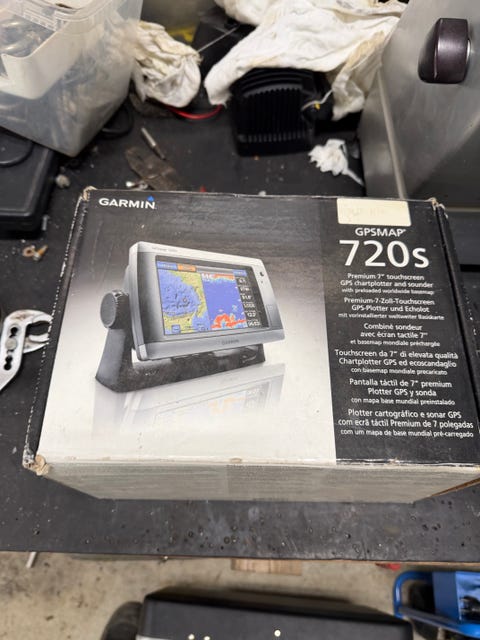 GARMIN
GPSMAP®
720s
Premium 7" touchscreen
GPS chartplotter and sounder
with preloaded worldwide basemap
Premium-7-Zoll-Touchscreen
GPS-Plotter und Echolot
mit vorinstallierter weltweiter Basiskarte
Combiné sondeur
avec écran tactile 7"
et basemap mondiale préchargée
Touchscreen da 7" di elevata qualità
Chartplotter GPS ed ecoscandaglio
con basemap mondiale precaricato
Pantalla táctil de 7" premium
Plotter GPS y sonda
con mapa base mundial preinstalado
Plotter cartográfico e sonar GPS
com ecrã táctil Premium de 7 polegadas
com um mapa de base mundial pré-carregado
GARMIN